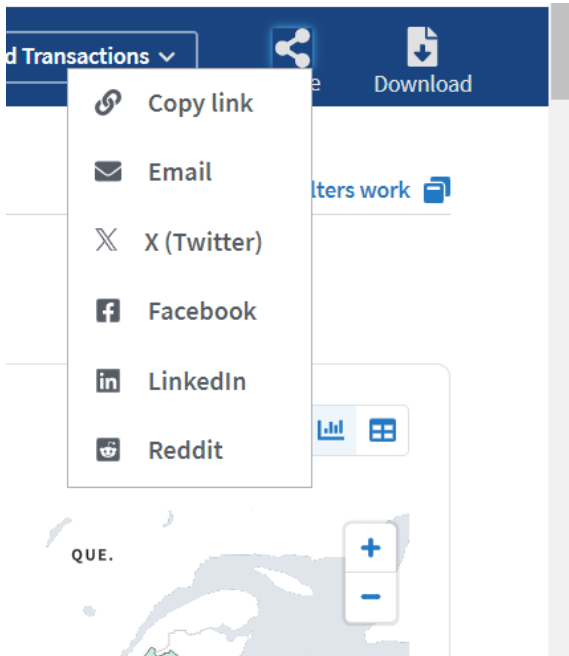 d Transactions
e
Download
Copy link
Email
lters work
X (Twitter)
Facebook
LinkedIn
Reddit
QUE.